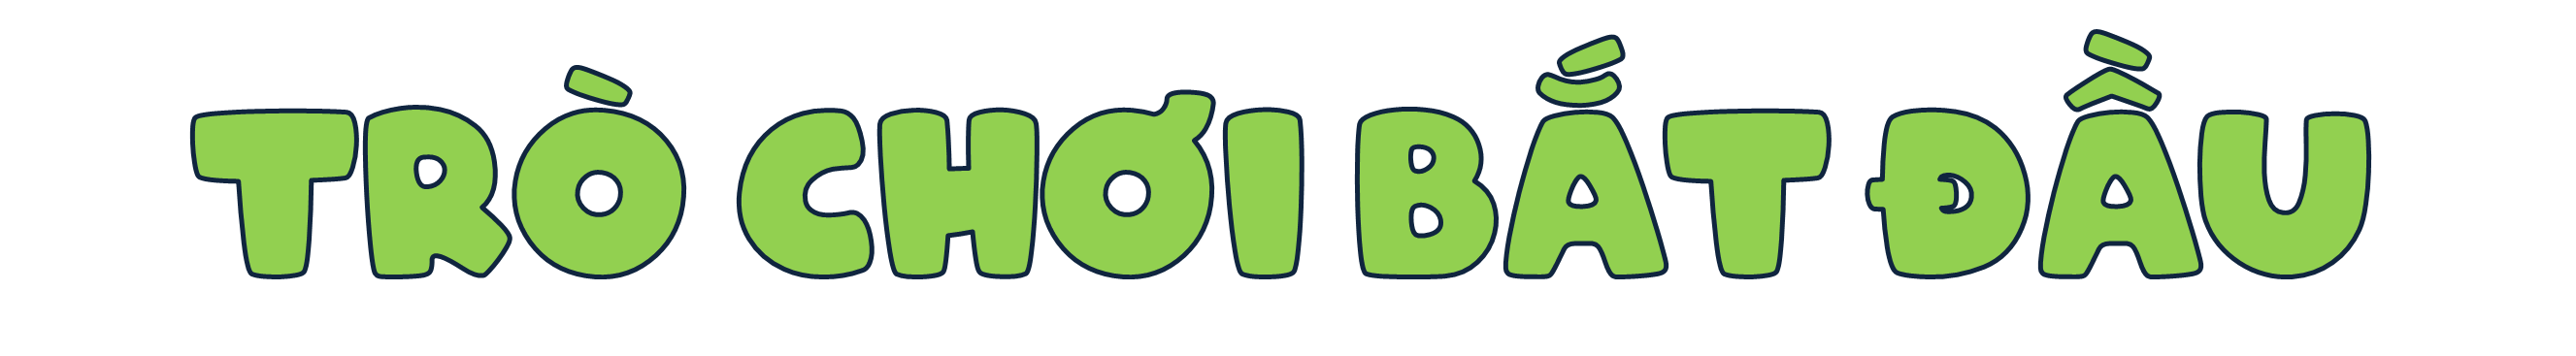 TRÒ CHƠI BẮT ĐẦU